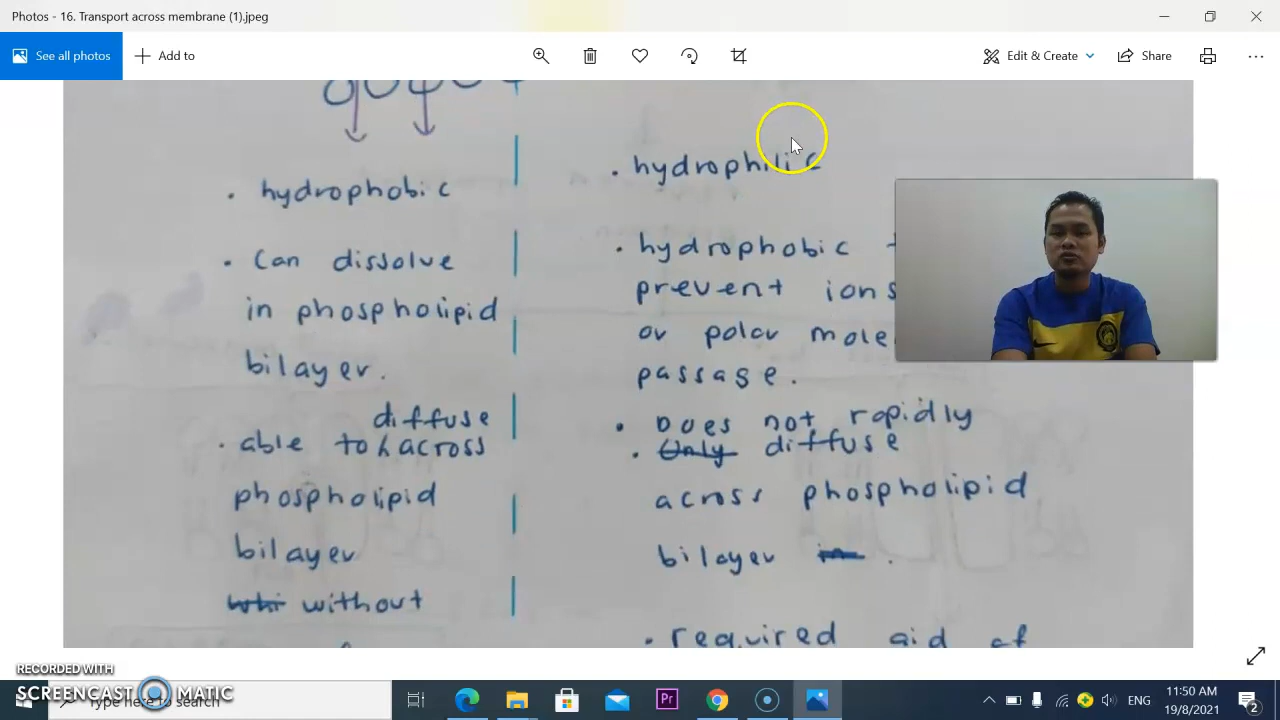 Photos - 16. Transport across membrane (1).jpeg
See all photos
Add to
Edit & Create
Share
• hydrophobic
• Can dissolve
in phospholipid
bilayer.
diffuse
• able to across
phospholipid
bilayer
without
• hydrophilic
• hydrophobic
prevent ions
or polar mole
passage.
• Does not rapidly
• Only diffuse
across phospholipid
bilayer in .
• required aid of
RECORDED WITH
SCREENCAST MATIC
Type here to search
Pr
ENG
11:50 AM
19/8/2021
2